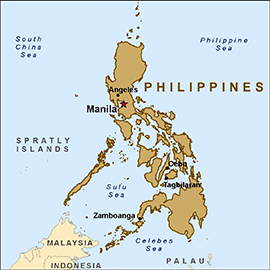 South
China
Sea
Philippine
Sea
Angeles
PHILIPPINES
Manila
SPRATLY
ISLANDS
Cebu
Sulu
Sea
Tagbilaran
Zamboanga
MALAYSIA
Celebes
Sea
PALAU
INDONESIA